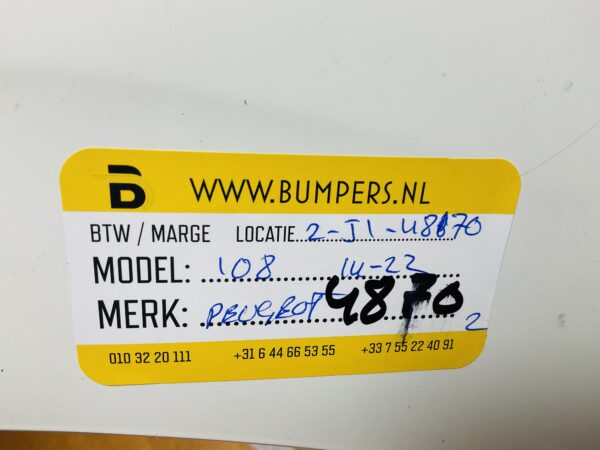 B WWW.BUMPERS.NL
BTW / MARGE LOCATIE 2-J1-48170
MODEL: 108 14-22
MERK: PEUGEOT 4870
2
010 32 20 111 +31 6 44 66 53 55 +33 7 55 22 40 91